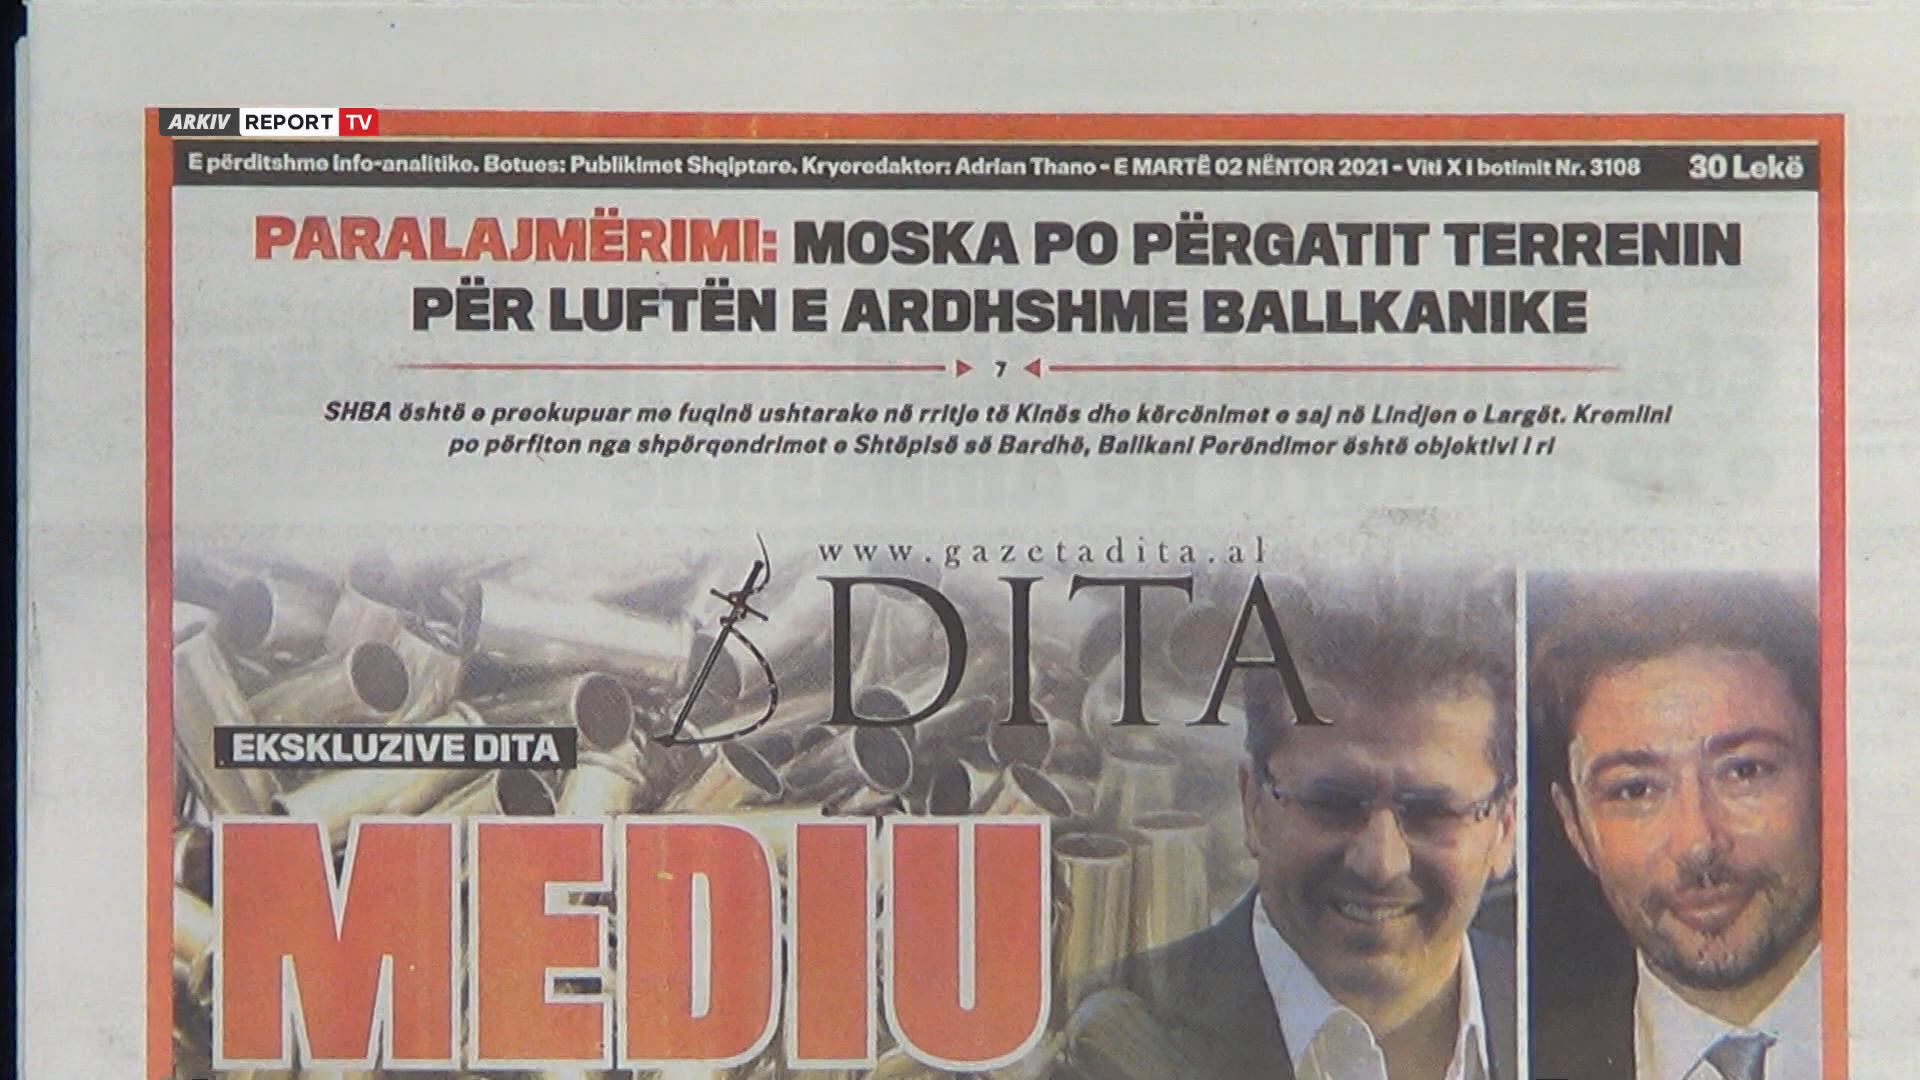 ARKIV REPORT TV
E përditshme info-analitike. Botues: Publikimet Shqiptare. Kryeredaktor: Adrian Thano - E MARTË 02 NËNTOR 2021 - Viti X i botimit Nr. 3108 30 Lekë
PARALAJMËRIMI: MOSKA PO PËRGATIT TERRENIN
PËR LUFTËN E ARDHSHME BALLKANIKE
7
SHBA është e preokupuar me fuqinë ushtarake në rritje të Kinës dhe kërcënimet e saj në Lindjen e Largët. Kremlini
po përfiton nga shpërqendrimet e Shtëpisë së Bardhë, Ballkani Perëndimor është objektivi i ri
www.gazetadita.al
DITA
EKSKLUZIVE DITA
MEDIU